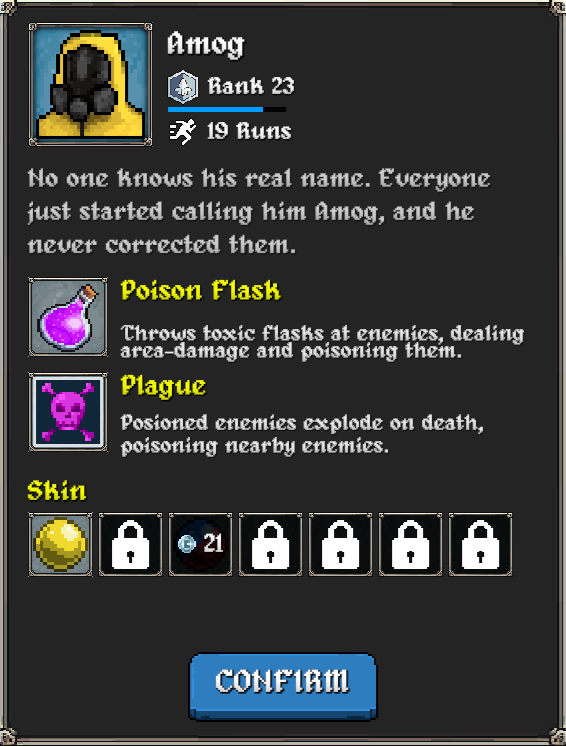 Amog
Rank 23
19 Runs
No one knows his real name. Everyone
just started calling him Amog, and he
never corrected them.
Poison Flask
Throws toxic flasks at enemies, dealing
area-damage and poisoning them.
Plague
Posioned enemies explode on death,
poisoning nearby enemies.
Skin
21
CONFIRM